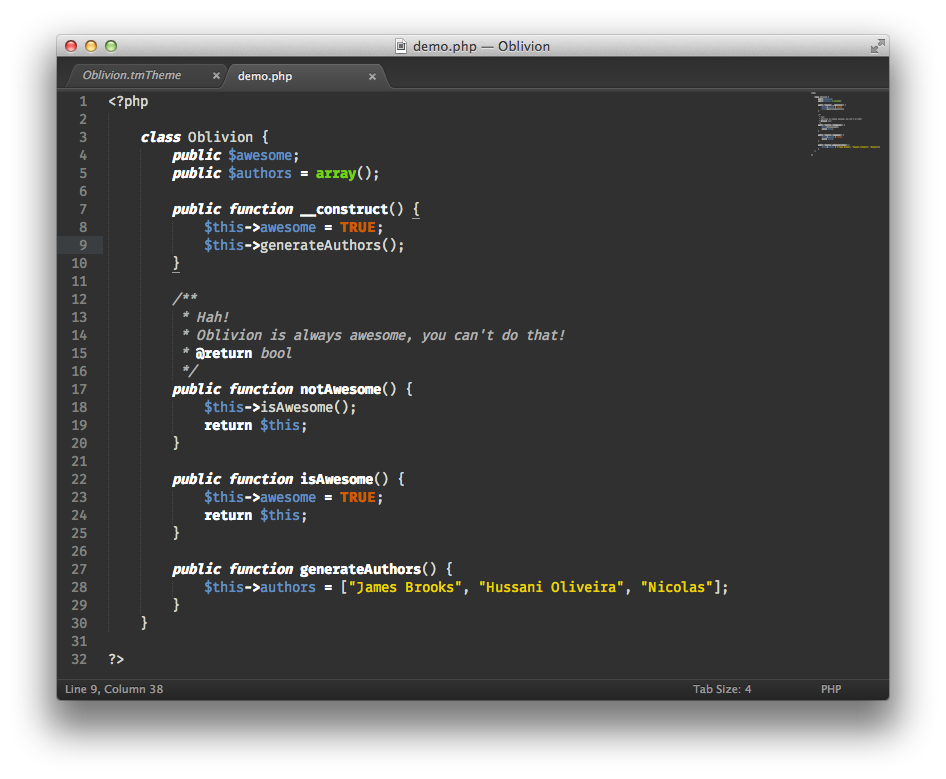 demo.php — Oblivion
Oblivion.tmTheme × demo.php ×
1 <?php
2
3     class Oblivion {
4         public $awesome;
5         public $authors = array();
6
7         public function __construct() {
8             $this->awesome = TRUE;
9             $this->generateAuthors();
10         }
11
12         /**
13          * Hah!
14          * Oblivion is always awesome, you can't do that!
15          * @return bool
16          */
17         public function notAwesome() {
18             $this->isAwesome();
19             return $this;
20         }
21
22         public function isAwesome() {
23             $this->awesome = TRUE;
24             return $this;
25         }
26
27         public function generateAuthors() {
28             $this->authors = ["James Brooks", "Hussani Oliveira", "Nicolas"];
29         }
30     }
31
32 ?>
Line 9, Column 38 Tab Size: 4 PHP